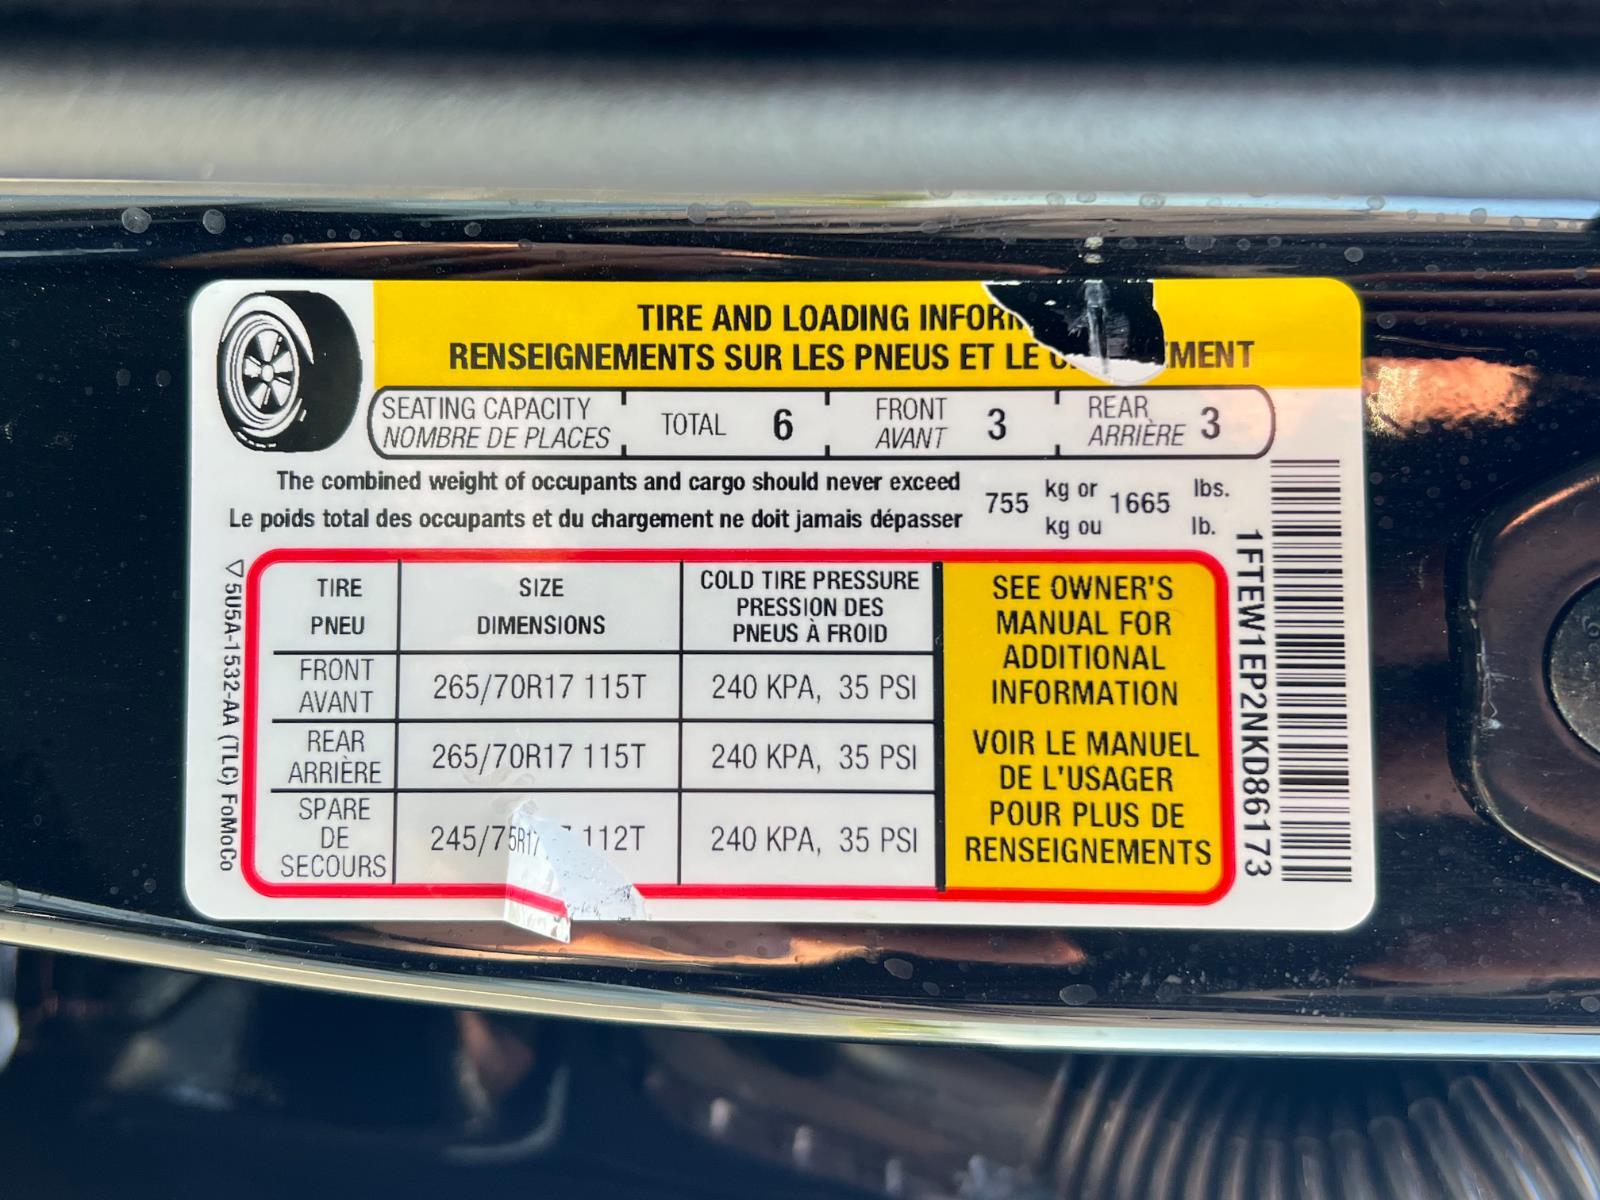 TIRE AND LOADING
RENSEIGNEMENTS SUR LES PNEUS ET LE
SEATING CAPACITY
NOMBRE DE PLACES
TOTAL 6
FRONT
AVANT 3
REAR
ARRIÈRE 3
The combined weight of occupants and cargo should never exceed
Le poids total des occupants et du chargement ne doit jamais dépasser
755 kg or 1665 lbs.
kg ou lb.
TIRE
PNEU
SIZE
DIMENSIONS
COLD TIRE PRESSURE
PRESSION DES
PNEUS À FROID
FRONT
AVANT
265/70R17 115T
240 KPA, 35 PSI
REAR
ARRIÈRE
265/70R17 115T
240 KPA, 35 PSI
SPARE
DE
SECOURS
245/75R17 112T
240 KPA, 35 PSI
SEE OWNER'S
MANUAL FOR
ADDITIONAL
INFORMATION
VOIR LE MANUEL
DE L'USAGER
POUR PLUS DE
RENSEIGNEMENTS
5U5A-1532-AA (TLC) FoMoCo
1FTEW1EP2NKD86173